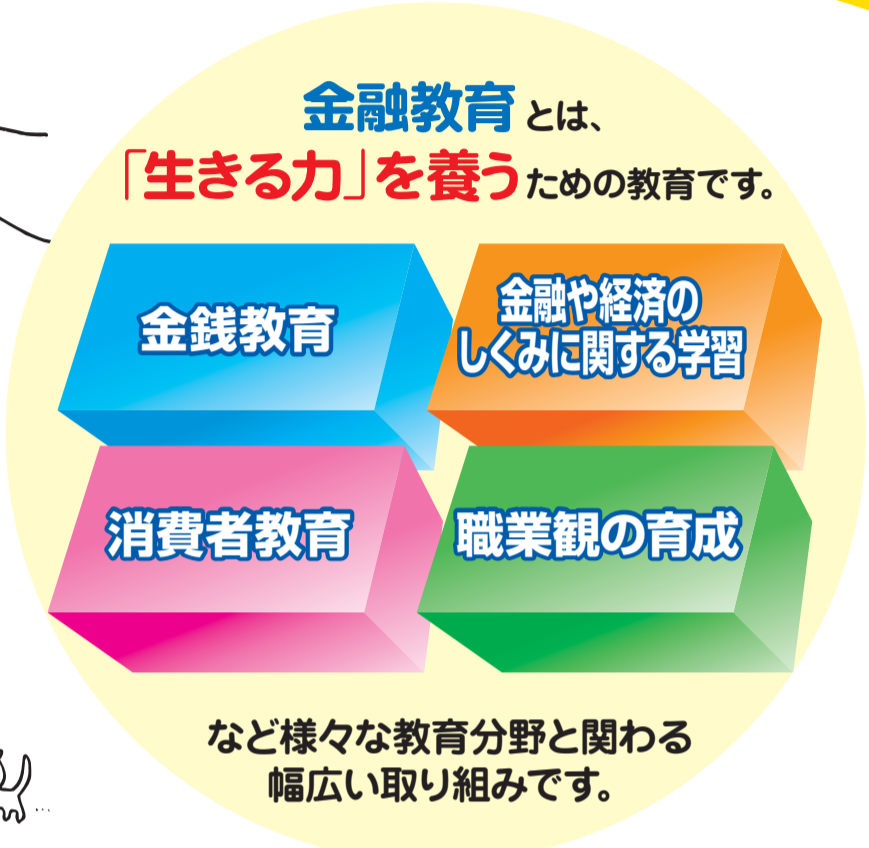 金融教育とは、
「生きる力」を養うための教育です。
金銭教育
金融や経済の
しくみに関する学習
消費者教育
職業観の育成
など様々な教育分野と関わる
幅広い取り組みです。